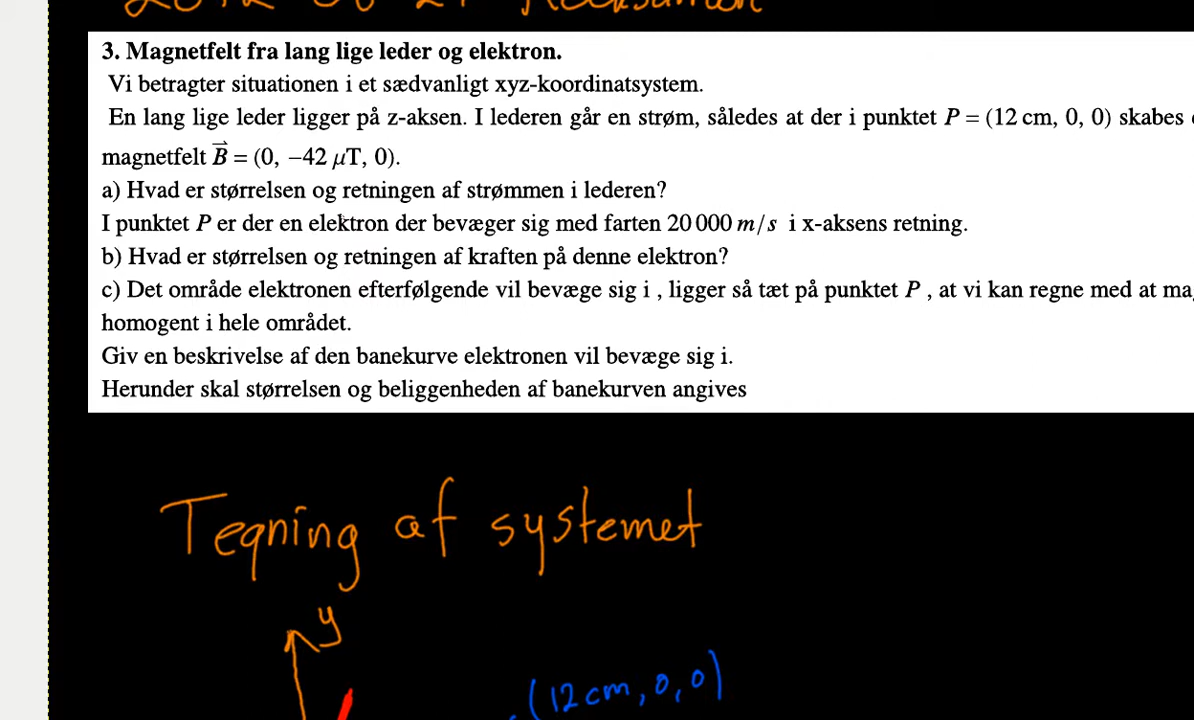 3. Magnetfelt fra lang lige leder og elektron.
Vi betragter situationen i et sædvanligt xyz-koordinatsystem.
En lang lige leder ligger på z-aksen. I lederen går en strøm, således at der i punktet P = (12 cm, 0, 0) skabes
magnetfelt B⃗ = (0, −42 μT, 0).
a) Hvad er størrelsen og retningen af strømmen i lederen?
I punktet P er der en elektron der bevæger sig med farten 20 000 m/s i x-aksens retning.
b) Hvad er størrelsen og retningen af kraften på denne elektron?
c) Det område elektronen efterfølgende vil bevæge sig i , ligger så tæt på punktet P , at vi kan regne med at ma
homogent i hele området.
Giv en beskrivelse af den banekurve elektronen vil bevæge sig i.
Herunder skal størrelsen og beliggenheden af banekurven angives
Tegning af systemet
y
(12cm,0,0)